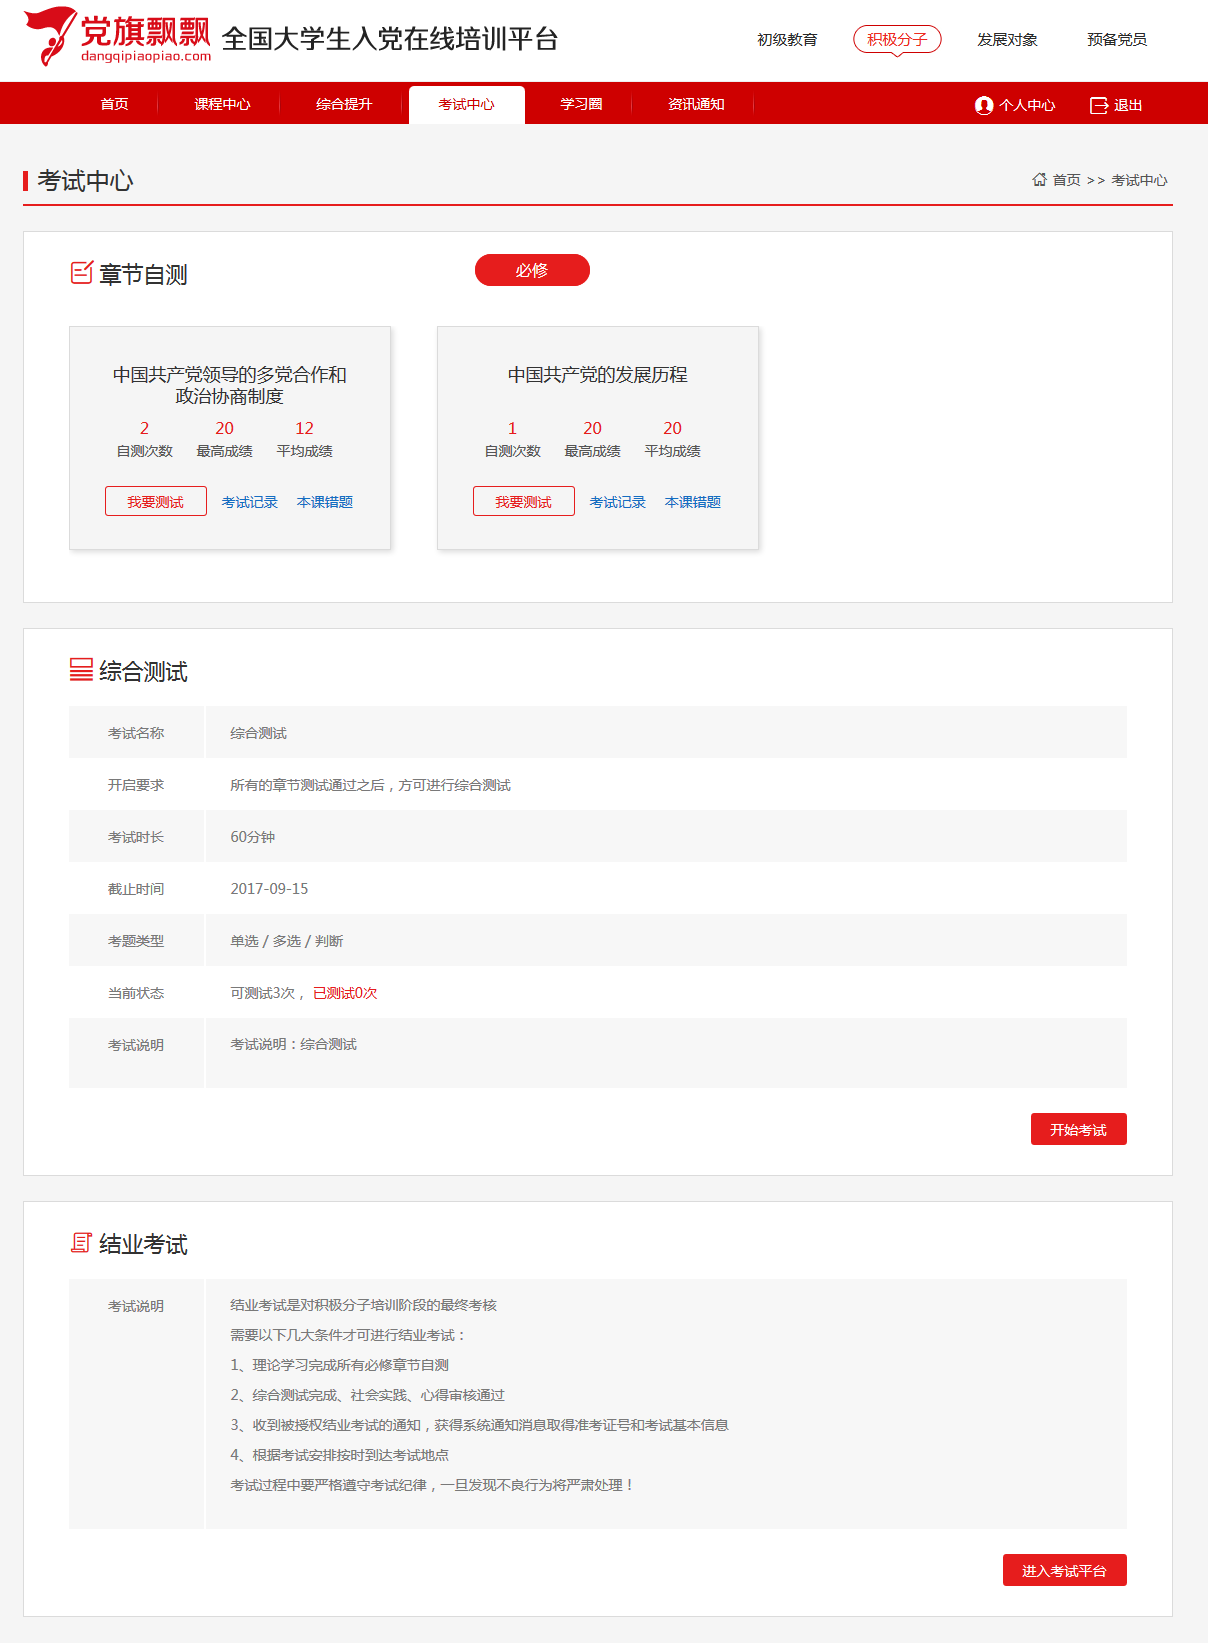 党旗飘飘 全国大学生入党在线培训平台
dangqipiaopiao.com
初级教育 积极分子 发展对象 预备党员
首页 课程中心 综合提升 考试中心 学习圈 资讯通知 个人中心 退出
考试中心
首页 >> 考试中心
章节自测 必修
中国共产党领导的多党合作和
政治协商制度
2 20 12
自测次数 最高成绩 平均成绩
我要测试 考试记录 本课错题
中国共产党的发展历程
1 20 20
自测次数 最高成绩 平均成绩
我要测试 考试记录 本课错题
综合测试
考试名称 综合测试
开启要求 所有的章节测试通过之后，方可进行综合测试
考试时长 60分钟
截止时间 2017-09-15
考题类型 单选 / 多选 / 判断
当前状态 可测试3次， 已测试0次
考试说明 考试说明：综合测试
开始考试
结业考试
考试说明 结业考试是对积极分子培训阶段的最终考核
需要以下几大条件才可进行结业考试：
1、理论学习完成所有必修章节自测
2、综合测试完成、社会实践、心得审核通过
3、收到被授权结业考试的通知，获得系统通知消息取得准考证号和考试基本信息
4、根据考试安排按时到达考试地点
考试过程中要严格遵守考试纪律，一旦发现不良行为将严肃处理！
进入考试平台